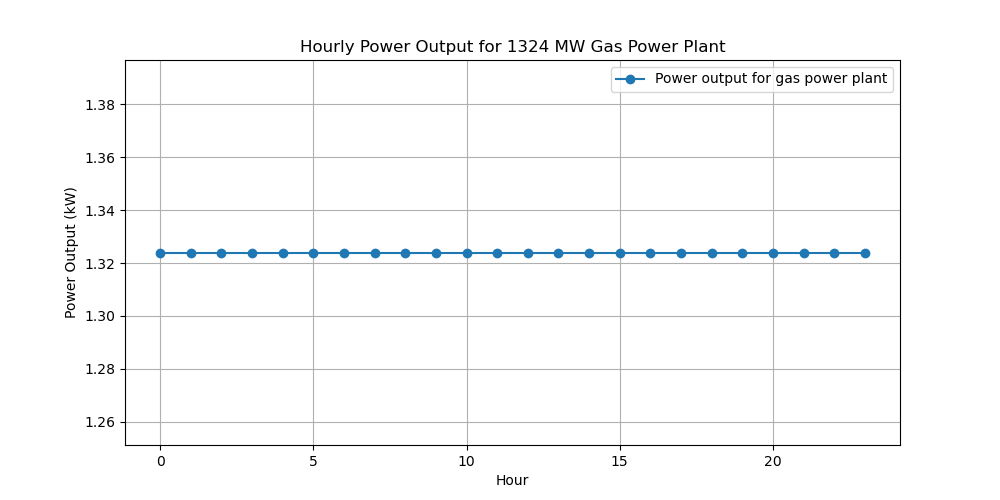 Hourly Power Output for 1324 MW Gas Power Plant
Power output for gas power plant
1.38
1.36
1.34
1.32
1.30
1.28
1.26
Power Output (kW)
0 5 10 15 20
Hour